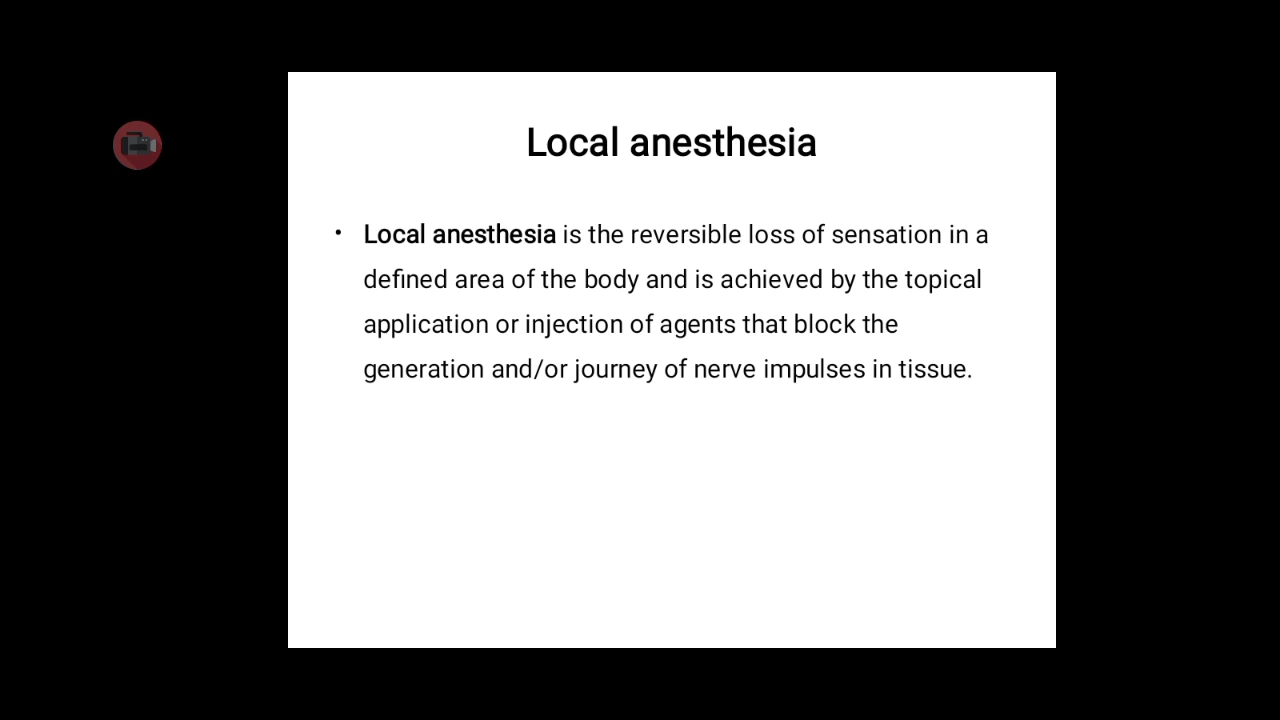 Local anesthesia
• Local anesthesia is the reversible loss of sensation in a
defined area of the body and is achieved by the topical
application or injection of agents that block the
generation and/or journey of nerve impulses in tissue.